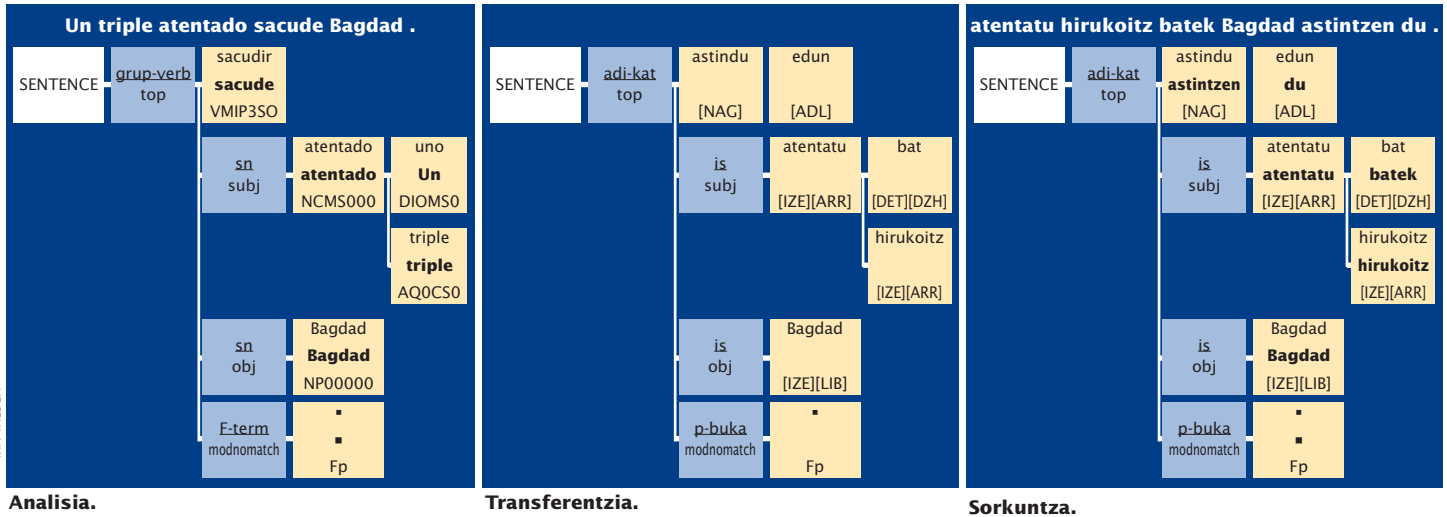 Un triple atentado sacude Bagdad .
SENTENCE
grup-verb
top
sacudir
sacude
VMIP3SO
sn
subj
atentado
atentado
NCMS000
uno
Un
DIOMS0
triple
triple
AQ0CS0
sn
obj
Bagdad
Bagdad
NP00000
F-term
modnomatch
.
.
Fp
Analisia.
SENTENCE
adi-kat
top
astindu
[NAG]
edun
[ADL]
is
subj
atentatu
[IZE][ARR]
bat
[DET][DZH]
hirukoitz
[IZE][ARR]
is
obj
Bagdad
[IZE][LIB]
p-buka
modnomatch
.
Fp
Transferentzia.
atentatu hirukoitz batek Bagdad astintzen du .
SENTENCE
adi-kat
top
astindu
astintzen
[NAG]
edun
du
[ADL]
is
subj
atentatu
atentatu
[IZE][ARR]
bat
batek
[DET][DZH]
hirukoitz
hirukoitz
[IZE][ARR]
is
obj
Bagdad
Bagdad
[IZE][LIB]
p-buka
modnomatch
.
.
Fp
Sorkuntza.